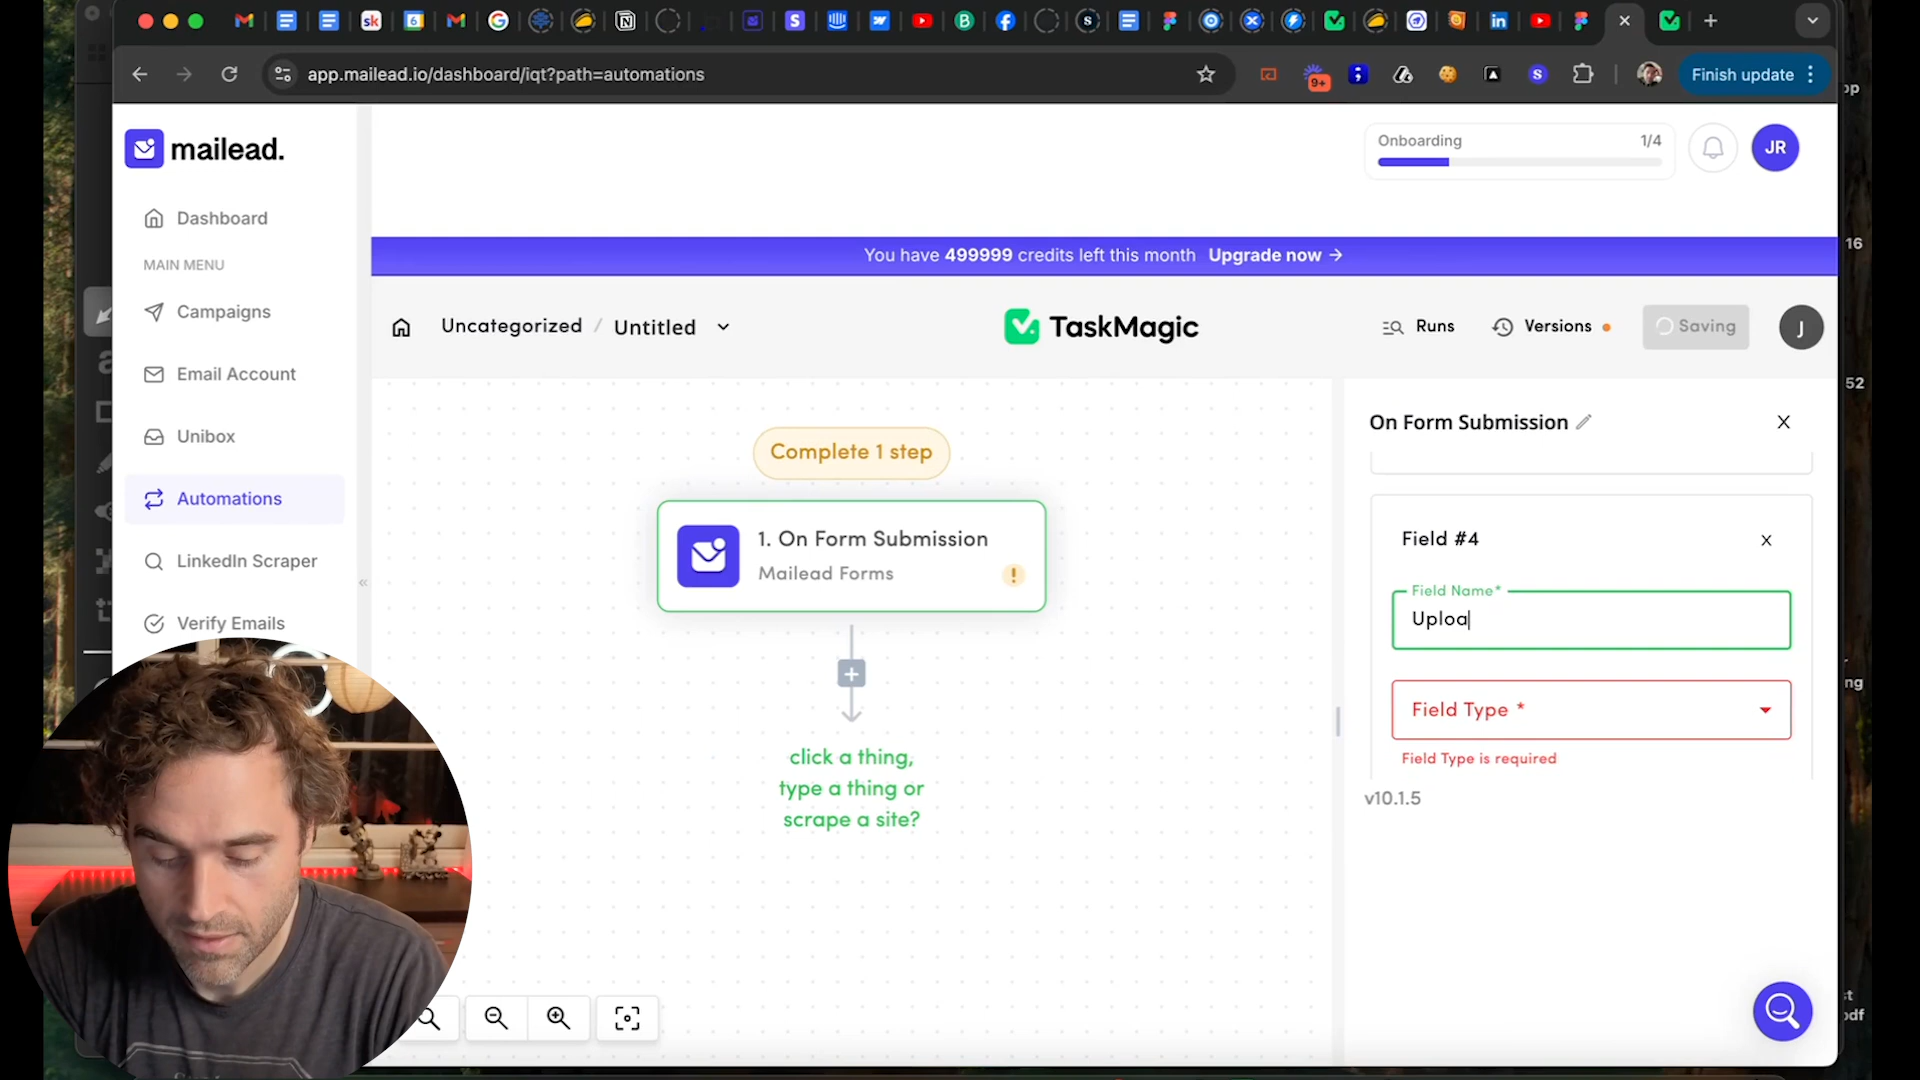 sk
6
app.mailead.io/dashboard/iqt?path=automations
9+
Finish update
mailead.
Onboarding
1/4
JR
Dashboard
MAIN MENU
You have 499999 credits left this month Upgrade now →
Campaigns
Uncategorized / Untitled
TaskMagic
Runs
Versions
Saving
J
Email Account
Unibox
Automations
LinkedIn Scraper
Verify Emails
Complete 1 step
1. On Form Submission
Mailead Forms
!
click a thing,
type a thing or
scrape a site?
On Form Submission
X
Field #4
X
Field Name*
Uploa
Field Type *
Field Type is required
v10.1.5
16
52